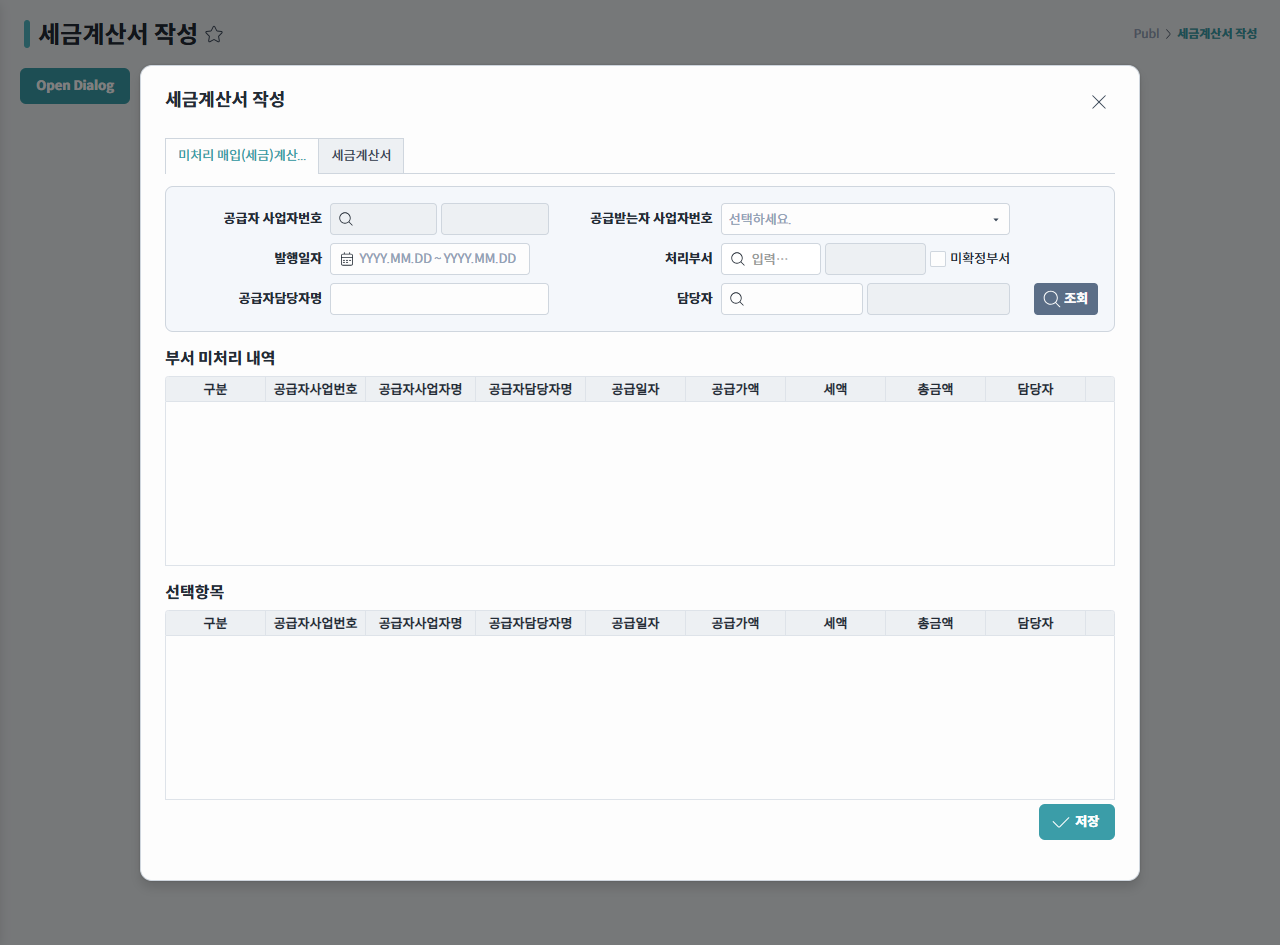 세금계산서 작성
Publ > 세금계산서 작성
Open Dialog
세금계산서 작성
미처리 매입(세금)계산... 세금계산서
공급자 사업자번호 공급받는자 사업자번호 선택하세요.
발행일자 YYYY.MM.DD ~ YYYY.MM.DD 처리부서 입력… 미확정부서
공급자담당자명 담당자 조회
부서 미처리 내역
구분 공급자사업번호 공급자사업자명 공급자담당자명 공급일자 공급가액 세액 총금액 담당자
선택항목
구분 공급자사업번호 공급자사업자명 공급자담당자명 공급일자 공급가액 세액 총금액 담당자
저장